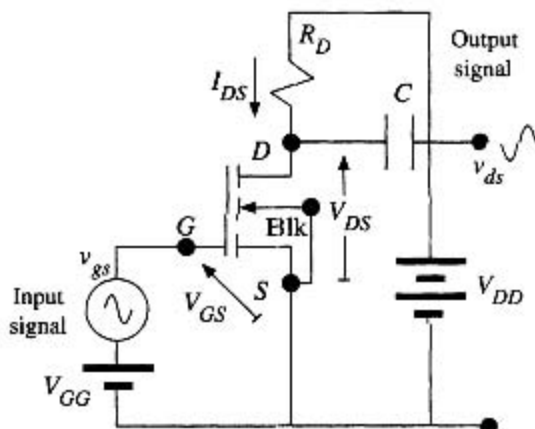 R_D
Output
signal
I_DS
C
D
v_ds
Blk
V_DS
G
v_gs
S
V_GS
V_DD
Input
signal
V_GG